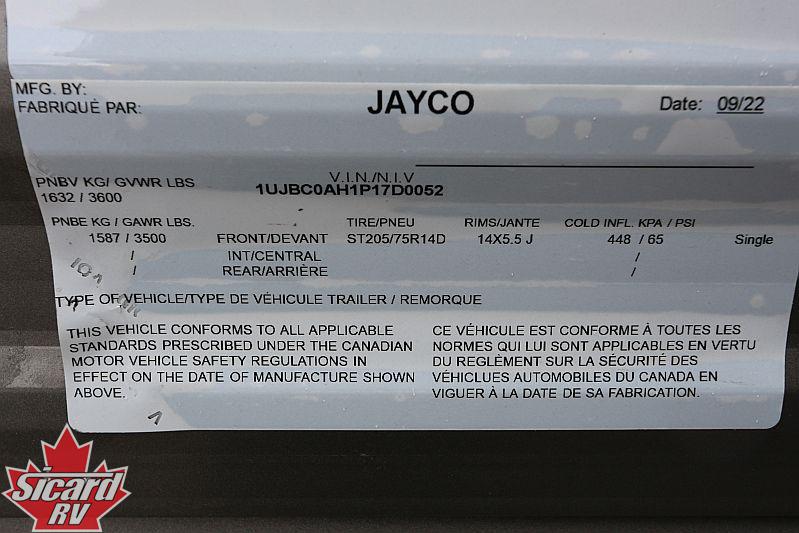 MFG. BY:
FABRIQUÉ PAR:
JAYCO
Date: 09/22
V.I.N./N.I.V
PNBV KG/ GVWR LBS
1632 / 3600
1UJBC0AH1P17D0052
PNBE KG / GAWR LBS. TIRE/PNEU RIMS/JANTE COLD INFL. KPA / PSI
1587 / 3500 FRONT/DEVANT ST205/75R14D 14X5.5 J 448 / 65 Single
/ INT/CENTRAL /
/ REAR/ARRIÈRE /
TYPE OF VEHICLE/TYPE DE VÉHICULE TRAILER / REMORQUE
THIS VEHICLE CONFORMS TO ALL APPLICABLE
STANDARDS PRESCRIBED UNDER THE CANADIAN
MOTOR VEHICLE SAFETY REGULATIONS IN
EFFECT ON THE DATE OF MANUFACTURE SHOWN
ABOVE.
CE VÉHICULE EST CONFORME À TOUTES LES
NORMES QUI LUI SONT APPLICABLES EN VERTU
DU REGLÈMENT SUR LA SÉCURITÉ DES
VÉHICLUES AUTOMOBILES DU CANADA EN
VIGUER À LA DATE DE SA FABRICATION.
Sicard
RV